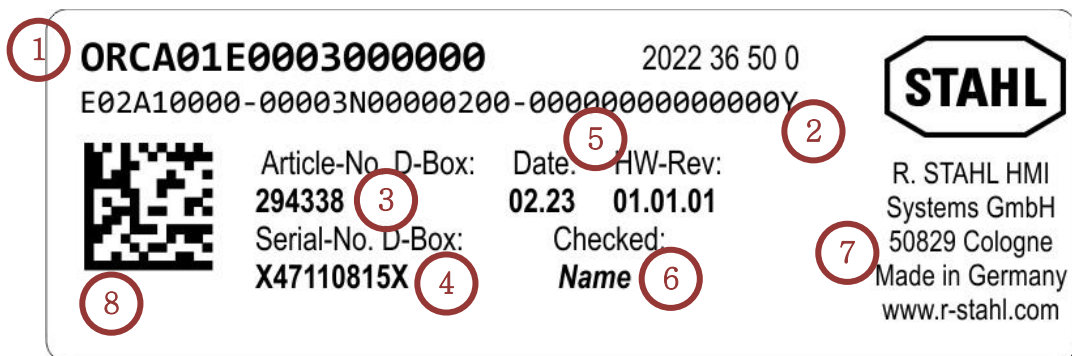 1 ORCA01E0003000000 2022 36 50 0
E02A10000-00003N00000200-00000000000000Y 2
STAHL
Article-No. D-Box: Date: 5 HW-Rev:
294338 3 02.23 01.01.01
Serial-No. D-Box: Checked:
X47110815X 4 Name 6
8
R. STAHL HMI
Systems GmbH
7 50829 Cologne
Made in Germany
www.r-stahl.com